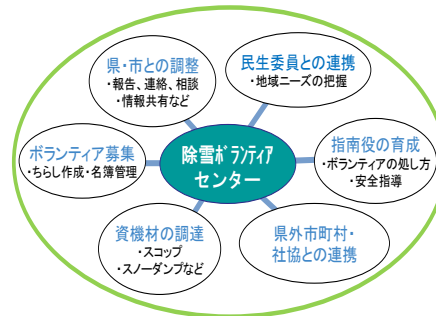 県・市との調整
・報告、連絡、相談
・情報共有など
民生委員との連携
・地域ニーズの把握
ボランティア募集
・ちらし作成・名簿管理
除雪ﾎﾞﾗﾝﾃｨｱ
センター
指南役の育成
・ボランティアの処し方
・安全指導
資機材の調達
・スコップ
・スノーダンプなど
県外市町村・
社協との連携